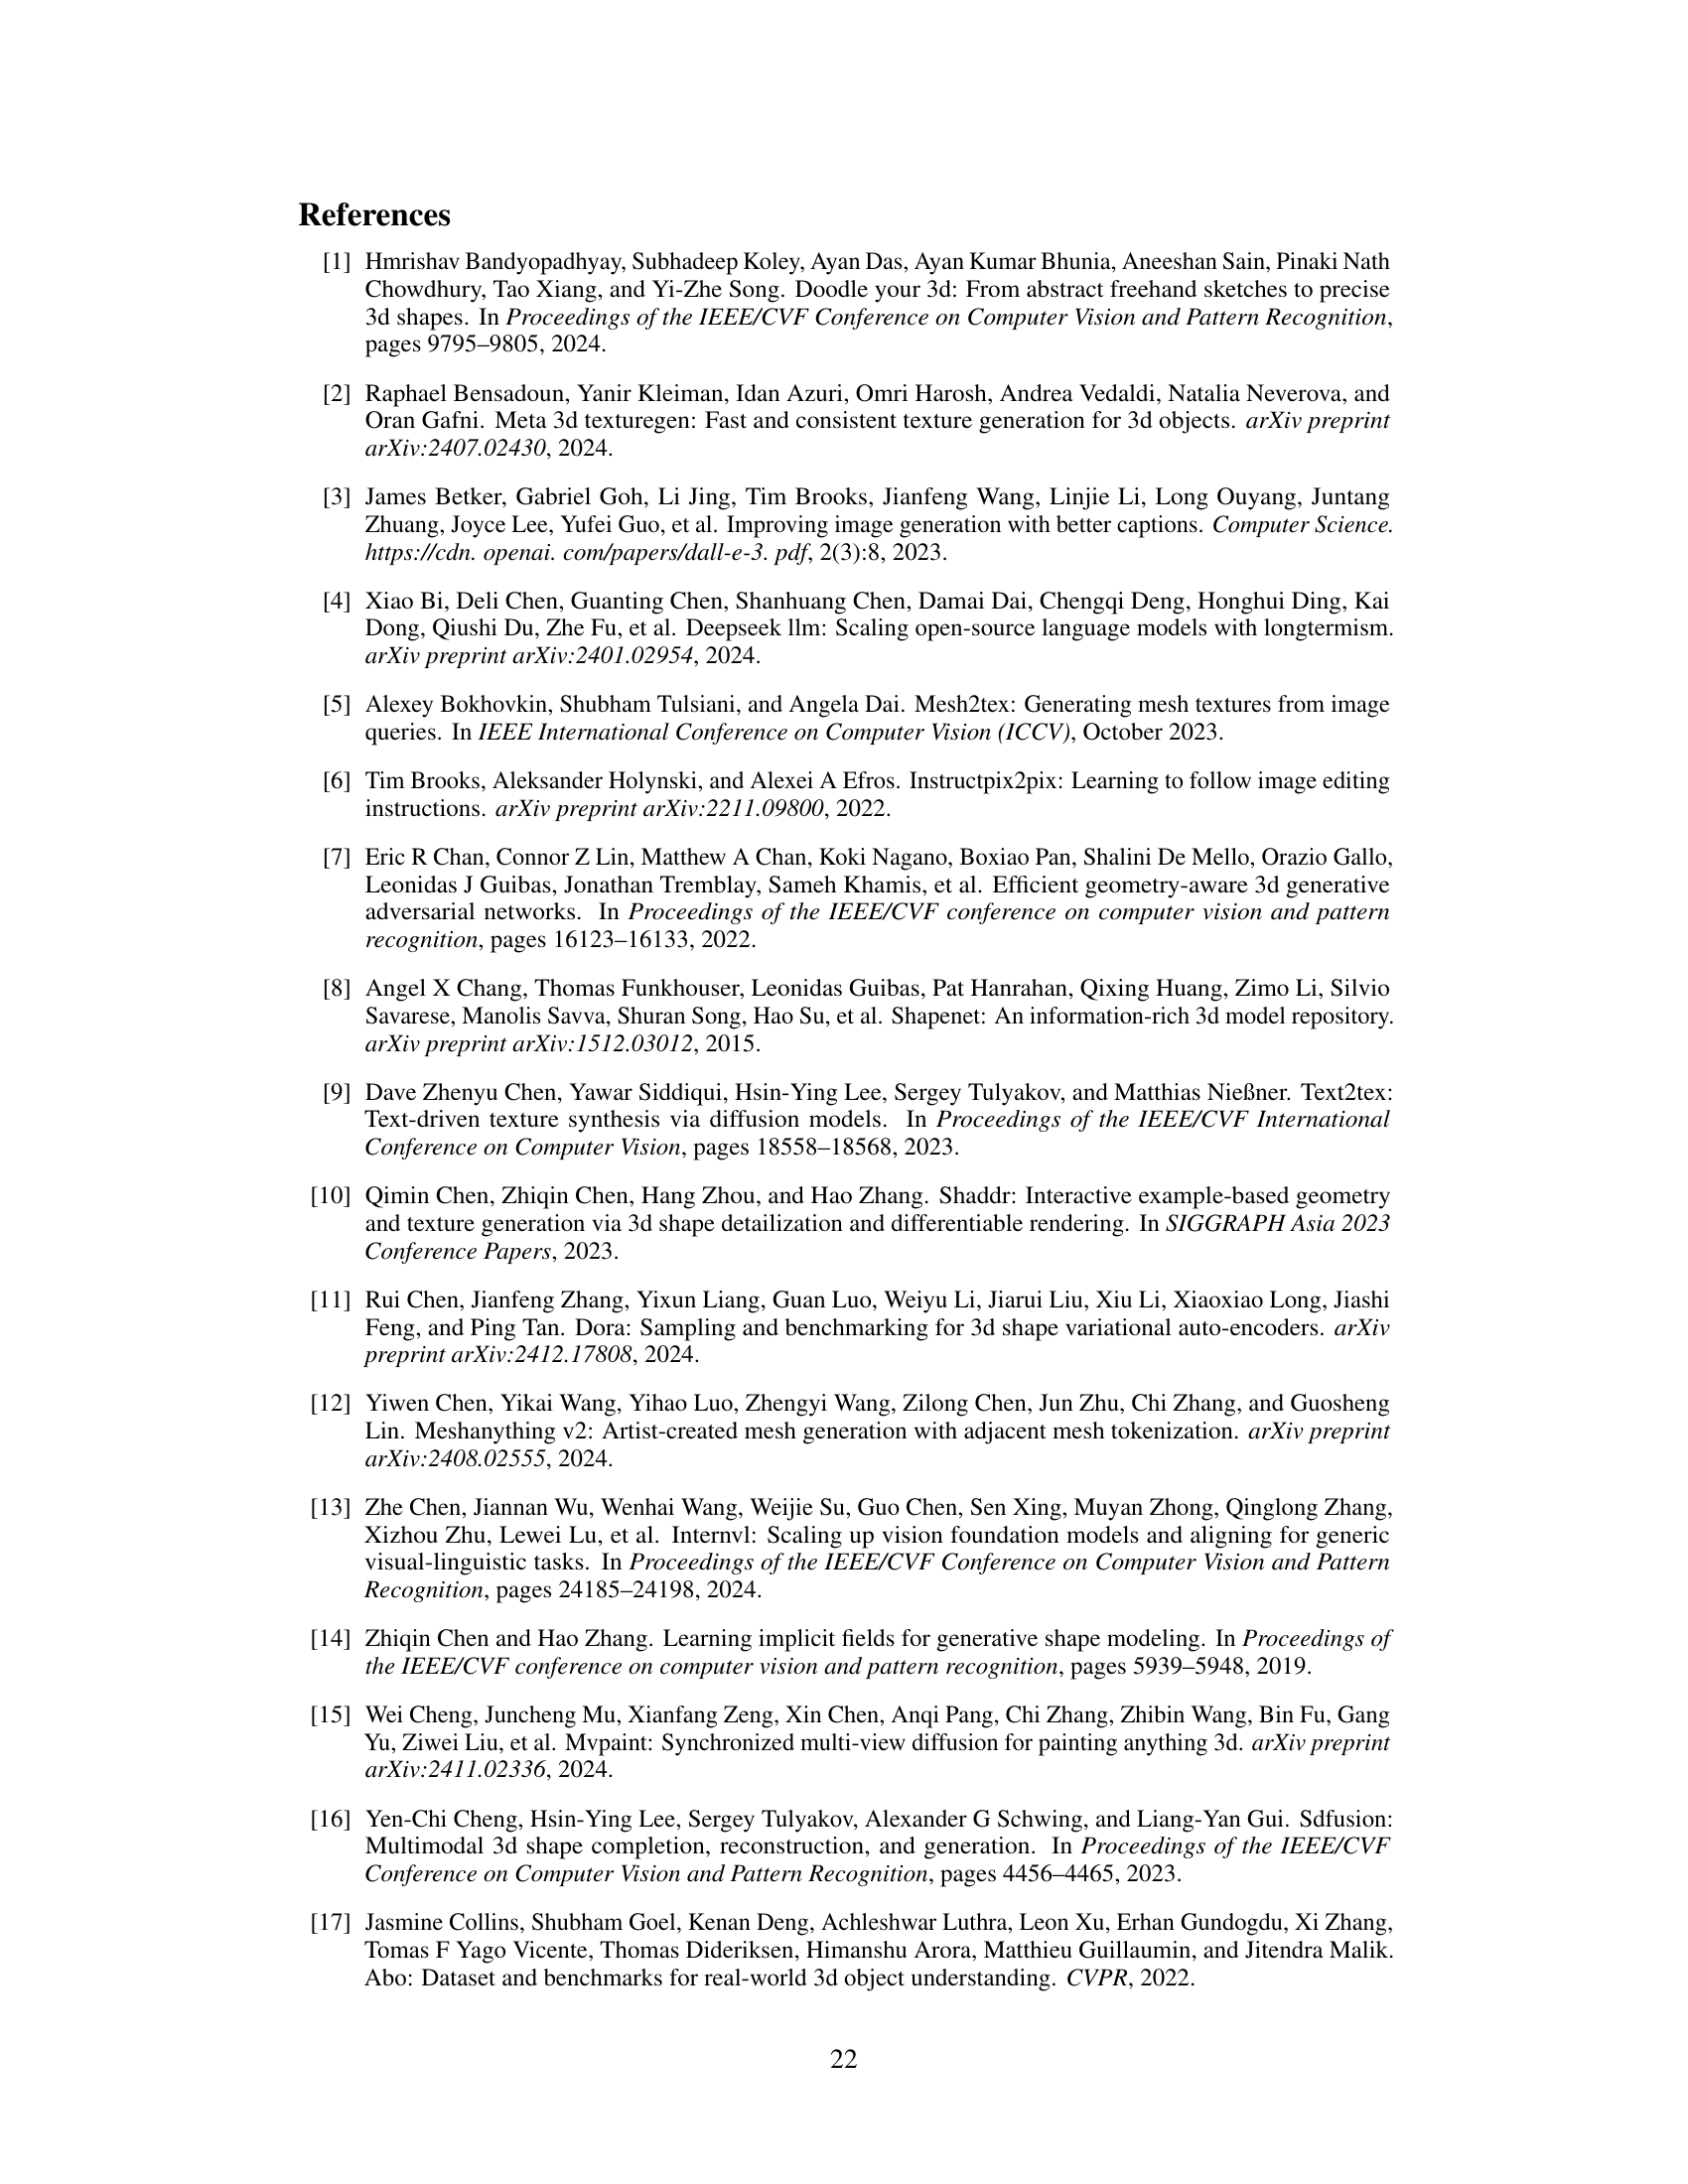 References
[1] Hmrishav Bandyopadhyay, Subhadeep Koley, Ayan Das, Ayan Kumar Bhunia, Aneeshan Sain, Pinaki Nath
Chowdhury, Tao Xiang, and Yi-Zhe Song. Doodle your 3d: From abstract freehand sketches to precise
3d shapes. In Proceedings of the IEEE/CVF Conference on Computer Vision and Pattern Recognition,
pages 9795–9805, 2024.
[2] Raphael Bensadoun, Yanir Kleiman, Idan Azuri, Omri Harosh, Andrea Vedaldi, Natalia Neverova, and
Oran Gafni. Meta 3d texturegen: Fast and consistent texture generation for 3d objects. arXiv preprint
arXiv:2407.02430, 2024.
[3] James Betker, Gabriel Goh, Li Jing, Tim Brooks, Jianfeng Wang, Linjie Li, Long Ouyang, Juntang
Zhuang, Joyce Lee, Yufei Guo, et al. Improving image generation with better captions. Computer Science.
https://cdn. openai. com/papers/dall-e-3. pdf, 2(3):8, 2023.
[4] Xiao Bi, Deli Chen, Guanting Chen, Shanhuang Chen, Damai Dai, Chengqi Deng, Honghui Ding, Kai
Dong, Qiushi Du, Zhe Fu, et al. Deepseek llm: Scaling open-source language models with longtermism.
arXiv preprint arXiv:2401.02954, 2024.
[5] Alexey Bokhovkin, Shubham Tulsiani, and Angela Dai. Mesh2tex: Generating mesh textures from image
queries. In IEEE International Conference on Computer Vision (ICCV), October 2023.
[6] Tim Brooks, Aleksander Holynski, and Alexei A Efros. Instructpix2pix: Learning to follow image editing
instructions. arXiv preprint arXiv:2211.09800, 2022.
[7] Eric R Chan, Connor Z Lin, Matthew A Chan, Koki Nagano, Boxiao Pan, Shalini De Mello, Orazio Gallo,
Leonidas J Guibas, Jonathan Tremblay, Sameh Khamis, et al. Efficient geometry-aware 3d generative
adversarial networks. In Proceedings of the IEEE/CVF conference on computer vision and pattern
recognition, pages 16123–16133, 2022.
[8] Angel X Chang, Thomas Funkhouser, Leonidas Guibas, Pat Hanrahan, Qixing Huang, Zimo Li, Silvio
Savarese, Manolis Savva, Shuran Song, Hao Su, et al. Shapenet: An information-rich 3d model repository.
arXiv preprint arXiv:1512.03012, 2015.
[9] Dave Zhenyu Chen, Yawar Siddiqui, Hsin-Ying Lee, Sergey Tulyakov, and Matthias Nießner. Text2tex:
Text-driven texture synthesis via diffusion models. In Proceedings of the IEEE/CVF International
Conference on Computer Vision, pages 18558–18568, 2023.
[10] Qimin Chen, Zhiqin Chen, Hang Zhou, and Hao Zhang. Shaddr: Interactive example-based geometry
and texture generation via 3d shape detailization and differentiable rendering. In SIGGRAPH Asia 2023
Conference Papers, 2023.
[11] Rui Chen, Jianfeng Zhang, Yixun Liang, Guan Luo, Weiyu Li, Jiarui Liu, Xiu Li, Xiaoxiao Long, Jiashi
Feng, and Ping Tan. Dora: Sampling and benchmarking for 3d shape variational auto-encoders. arXiv
preprint arXiv:2412.17808, 2024.
[12] Yiwen Chen, Yikai Wang, Yihao Luo, Zhengyi Wang, Zilong Chen, Jun Zhu, Chi Zhang, and Guosheng
Lin. Meshanything v2: Artist-created mesh generation with adjacent mesh tokenization. arXiv preprint
arXiv:2408.02555, 2024.
[13] Zhe Chen, Jiannan Wu, Wenhai Wang, Weijie Su, Guo Chen, Sen Xing, Muyan Zhong, Qinglong Zhang,
Xizhou Zhu, Lewei Lu, et al. Internvl: Scaling up vision foundation models and aligning for generic
visual-linguistic tasks. In Proceedings of the IEEE/CVF Conference on Computer Vision and Pattern
Recognition, pages 24185–24198, 2024.
[14] Zhiqin Chen and Hao Zhang. Learning implicit fields for generative shape modeling. In Proceedings of
the IEEE/CVF conference on computer vision and pattern recognition, pages 5939–5948, 2019.
[15] Wei Cheng, Juncheng Mu, Xianfang Zeng, Xin Chen, Anqi Pang, Chi Zhang, Zhibin Wang, Bin Fu, Gang
Yu, Ziwei Liu, et al. Mvpaint: Synchronized multi-view diffusion for painting anything 3d. arXiv preprint
arXiv:2411.02336, 2024.
[16] Yen-Chi Cheng, Hsin-Ying Lee, Sergey Tulyakov, Alexander G Schwing, and Liang-Yan Gui. Sdfusion:
Multimodal 3d shape completion, reconstruction, and generation. In Proceedings of the IEEE/CVF
Conference on Computer Vision and Pattern Recognition, pages 4456–4465, 2023.
[17] Jasmine Collins, Shubham Goel, Kenan Deng, Achleshwar Luthra, Leon Xu, Erhan Gundogdu, Xi Zhang,
Tomas F Yago Vicente, Thomas Dideriksen, Himanshu Arora, Matthieu Guillaumin, and Jitendra Malik.
Abo: Dataset and benchmarks for real-world 3d object understanding. CVPR, 2022.
22